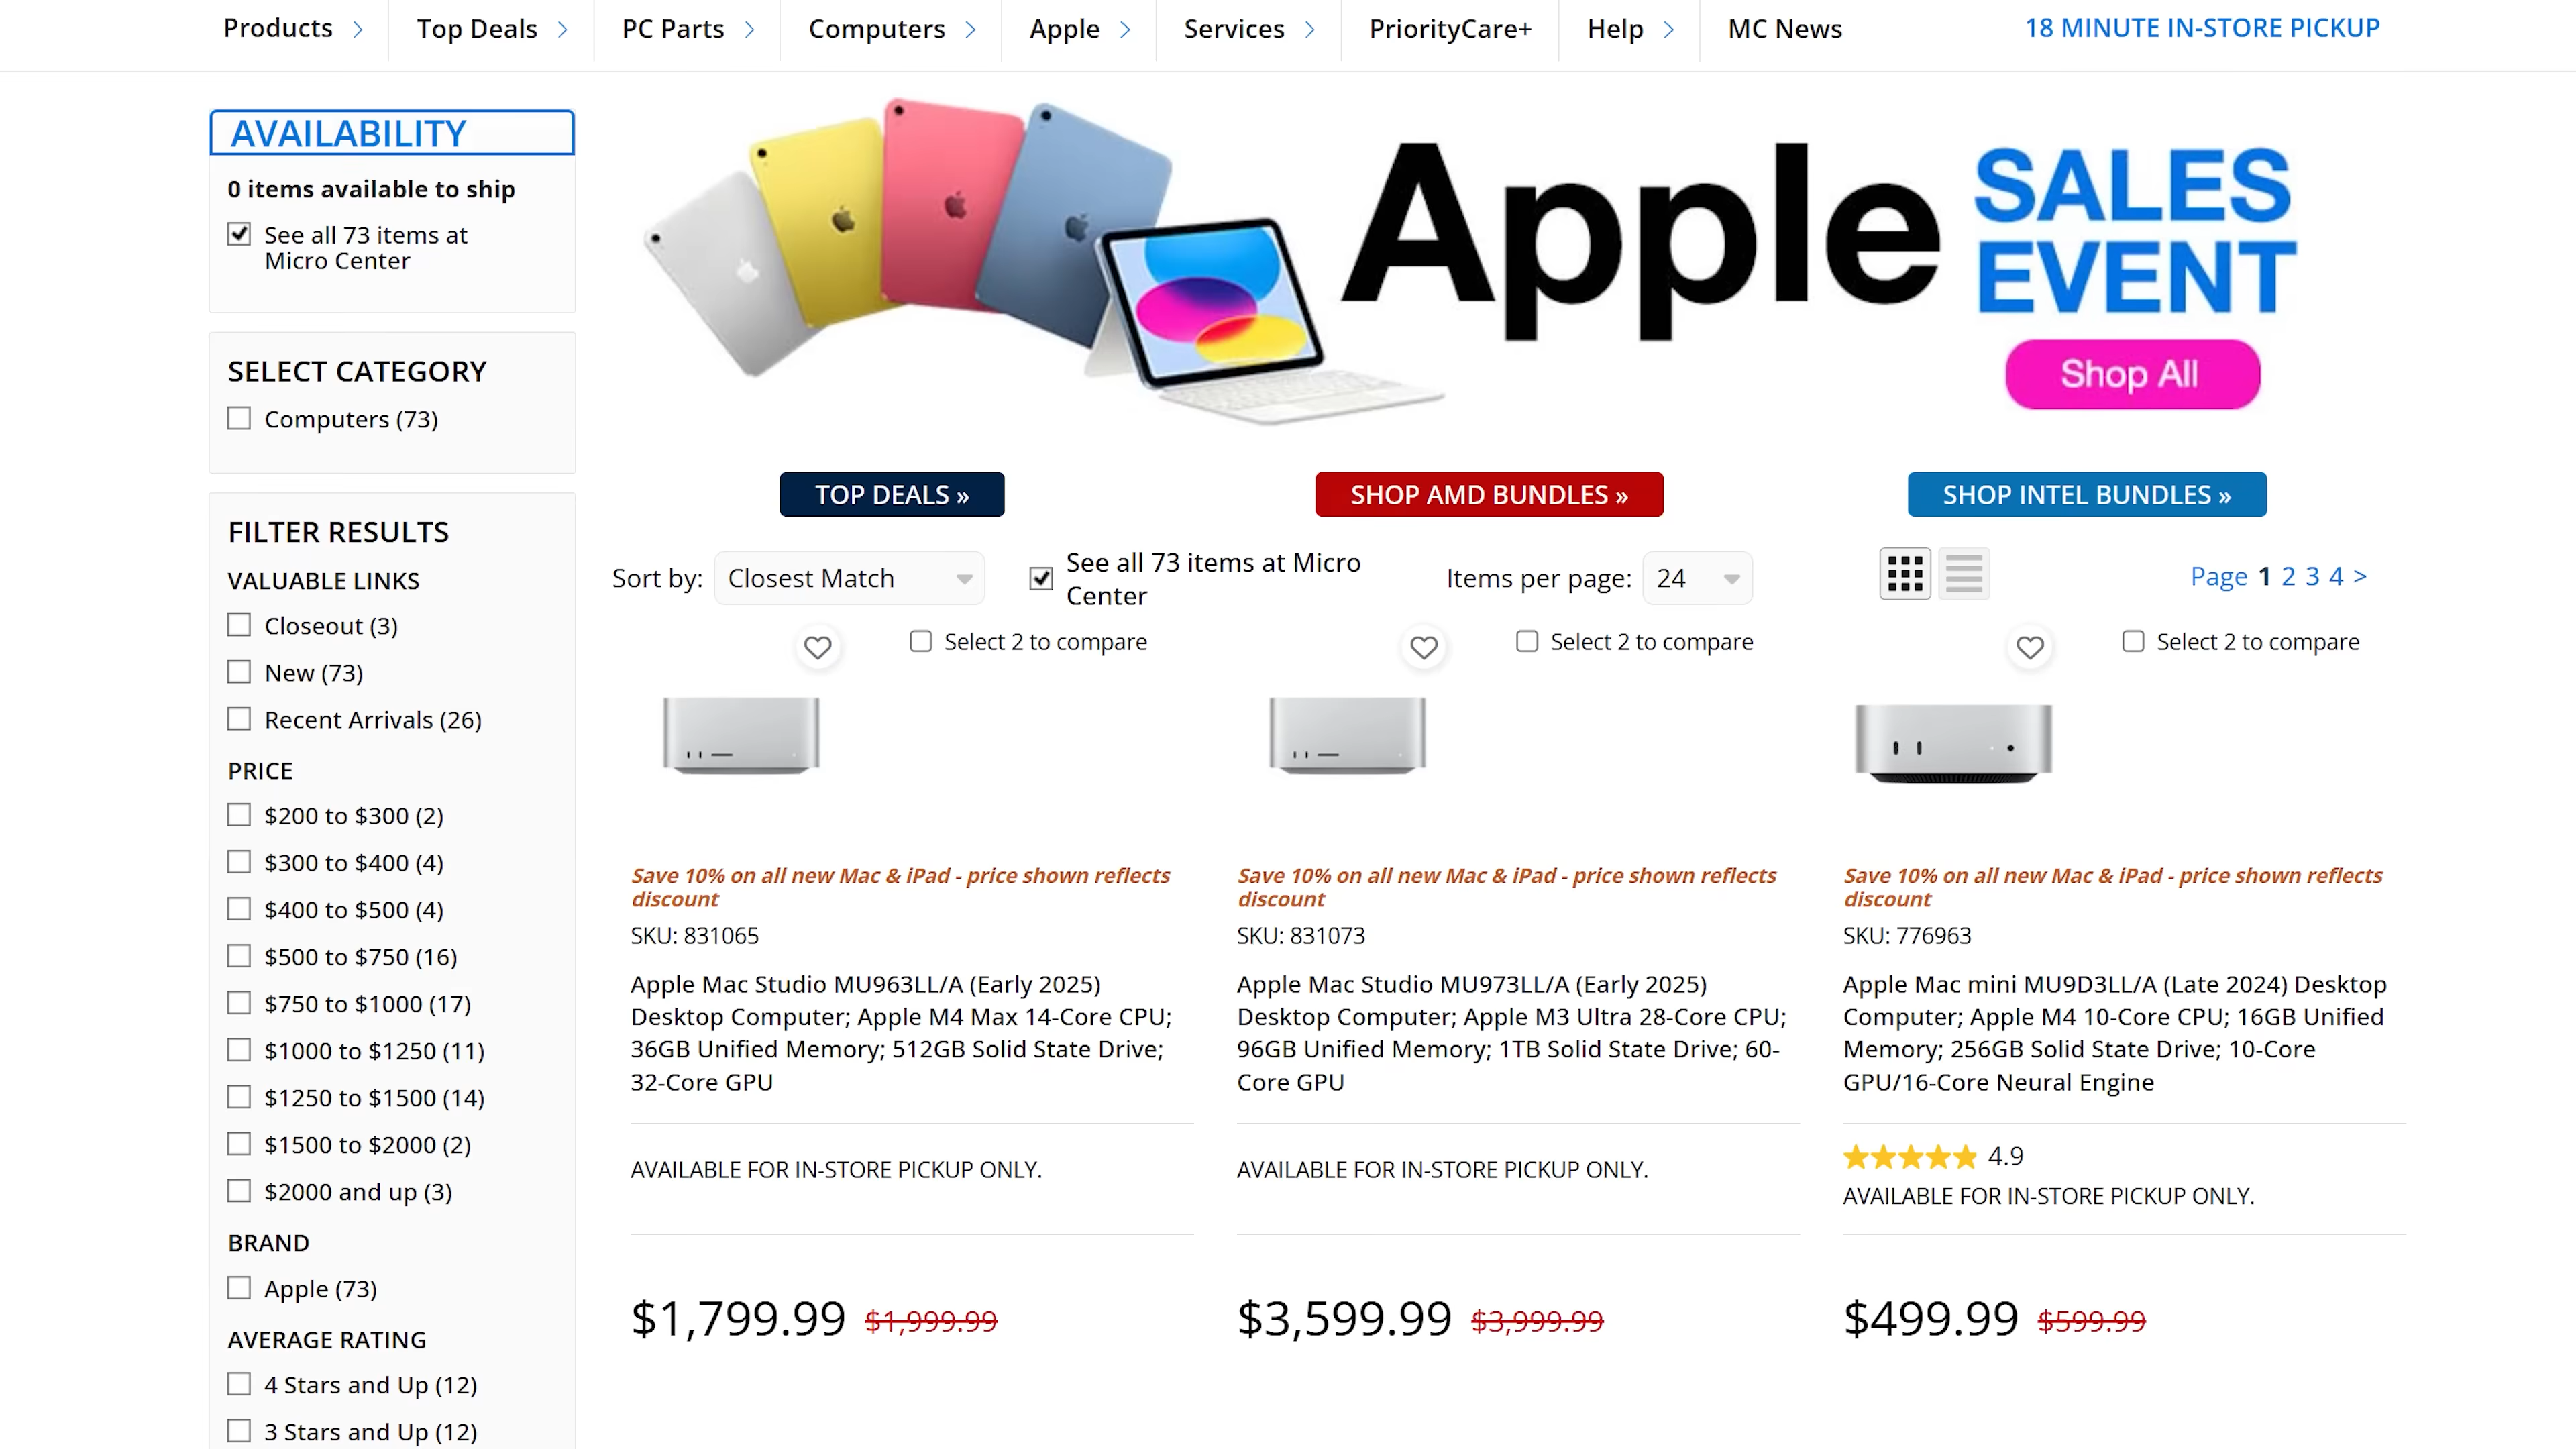 Products
Top Deals
PC Parts
Computers
Apple
Services
PriorityCare+
Help
MC News
18 MINUTE IN-STORE PICKUP
AVAILABILITY
0 items available to ship
See all 73 items at
Micro Center
SELECT CATEGORY
Computers (73)
FILTER RESULTS
VALUABLE LINKS
Closeout (3)
New (73)
Recent Arrivals (26)
PRICE
$200 to $300 (2)
$300 to $400 (4)
$400 to $500 (4)
$500 to $750 (16)
$750 to $1000 (17)
$1000 to $1250 (11)
$1250 to $1500 (14)
$1500 to $2000 (2)
$2000 and up (3)
BRAND
Apple (73)
AVERAGE RATING
4 Stars and Up (12)
3 Stars and Up (12)
Apple
SALES
EVENT
Shop All
TOP DEALS »
SHOP AMD BUNDLES »
SHOP INTEL BUNDLES »
Sort by: Closest Match
See all 73 items at Micro
Center
Items per page: 24
Page 1 2 3 4 >
Select 2 to compare
Save 10% on all new Mac & iPad - price shown reflects
discount
SKU: 831065
Apple Mac Studio MU963LL/A (Early 2025)
Desktop Computer; Apple M4 Max 14-Core CPU;
36GB Unified Memory; 512GB Solid State Drive;
32-Core GPU
AVAILABLE FOR IN-STORE PICKUP ONLY.
$1,799.99 $1,999.99
Select 2 to compare
Save 10% on all new Mac & iPad - price shown reflects
discount
SKU: 831073
Apple Mac Studio MU973LL/A (Early 2025)
Desktop Computer; Apple M3 Ultra 28-Core CPU;
96GB Unified Memory; 1TB Solid State Drive; 60-
Core GPU
AVAILABLE FOR IN-STORE PICKUP ONLY.
$3,599.99 $3,999.99
Select 2 to compare
Save 10% on all new Mac & iPad - price shown reflects
discount
SKU: 776963
Apple Mac mini MU9D3LL/A (Late 2024) Desktop
Computer; Apple M4 10-Core CPU; 16GB Unified
Memory; 256GB Solid State Drive; 10-Core
GPU/16-Core Neural Engine
4.9
AVAILABLE FOR IN-STORE PICKUP ONLY.
$499.99 $599.99